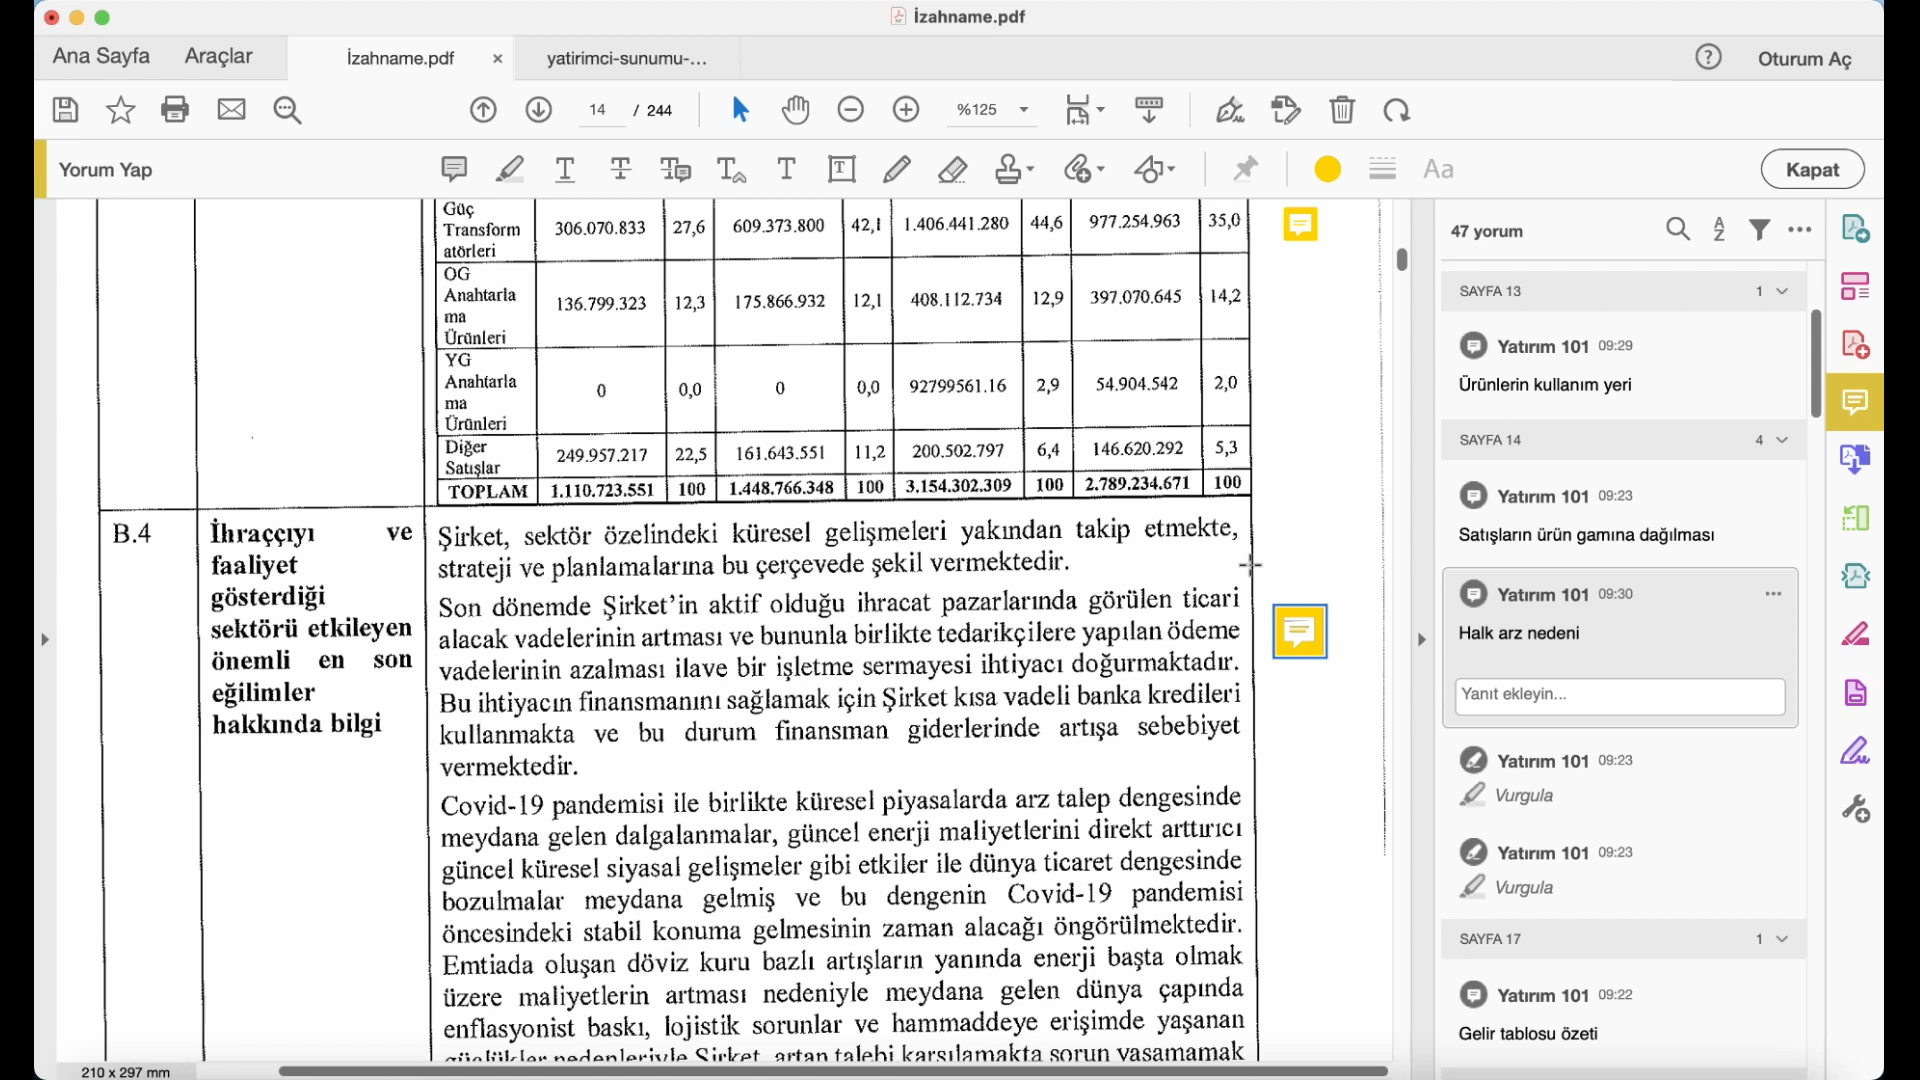 İzahname.pdf
Ana Sayfa
Araçlar
İzahname.pdf
×
yatirimci-sunumu-...
?
Oturum Aç
14
/ 244
%125
Yorum Yap
Aa
Kapat
Güç
Transform
atörleri
306.070.833
27,6
609.373.800
42,1
1.406.441.280
44,6
977.254.963
35,0
OG
Anahtarla
ma
Ürünleri
136.799.323
12,3
175.866.932
12,1
408.112.734
12,9
397.070.645
14,2
YG
Anahtarla
ma
Ürünleri
0
0,0
0
0,0
92799561.16
2,9
54.904.542
2,0
Diğer
Satışlar
249.957.217
22,5
161.643.551
11,2
200.502.797
6,4
146.620.292
5,3
TOPLAM
1.110.723.551
100
1.448.766.348
100
3.154.302.309
100
2.789.234.671
100
B.4
İhraççıyı ve
faaliyet
gösterdiği
sektörü etkileyen
önemli en son
eğilimler
hakkında bilgi
Şirket, sektör özelindeki küresel gelişmeleri yakından takip etmekte,
strateji ve planlamalarına bu çerçevede şekil vermektedir.
Son dönemde Şirket'in aktif olduğu ihracat pazarlarında görülen ticari
alacak vadelerinin artması ve bununla birlikte tedarikçilere yapılan ödeme
vadelerinin azalması ilave bir işletme sermayesi ihtiyacı doğurmaktadır.
Bu ihtiyacın finansmanını sağlamak için Şirket kısa vadeli banka kredileri
kullanmakta ve bu durum finansman giderlerinde artışa sebebiyet
vermektedir.
Covid-19 pandemisi ile birlikte küresel piyasalarda arz talep dengesinde
meydana gelen dalgalanmalar, güncel enerji maliyetlerini direkt arttırıcı
güncel küresel siyasal gelişmeler gibi etkiler ile dünya ticaret dengesinde
bozulmalar meydana gelmiş ve bu dengenin Covid-19 pandemisi
öncesindeki stabil konuma gelmesinin zaman alacağı öngörülmektedir.
Emtiada oluşan döviz kuru bazlı artışların yanında enerji başta olmak
üzere maliyetlerin artması nedeniyle meydana gelen dünya çapında
enflasyonist baskı, lojistik sorunlar ve hammaddeye erişimde yaşanan
güçlükler nedenleriyle Şirket, artan talebi karşılamakta sorun yaşamamak
210 x 297 mm
47 yorum
SAYFA 13
1
Yatırım 101 09:29
Ürünlerin kullanım yeri
SAYFA 14
4
Yatırım 101 09:23
Satışların ürün gamına dağılması
Yatırım 101 09:30
Halk arz nedeni
Yanıt ekleyin...
Yatırım 101 09:23
Vurgula
Yatırım 101 09:23
Vurgula
SAYFA 17
1
Yatırım 101 09:22
Gelir tablosu özeti